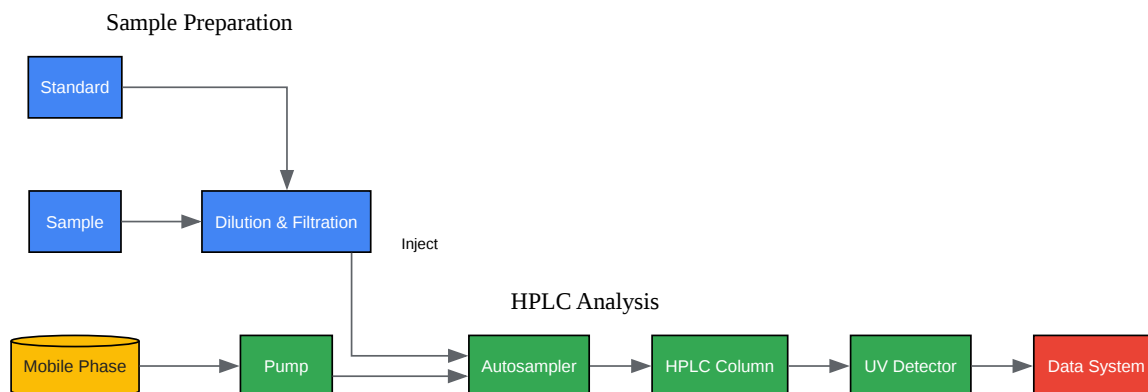 Sample Preparation
Standard
Sample
Dilution & Filtration
Inject
HPLC Analysis
Mobile Phase
Pump
Autosampler
HPLC Column
UV Detector
Data System